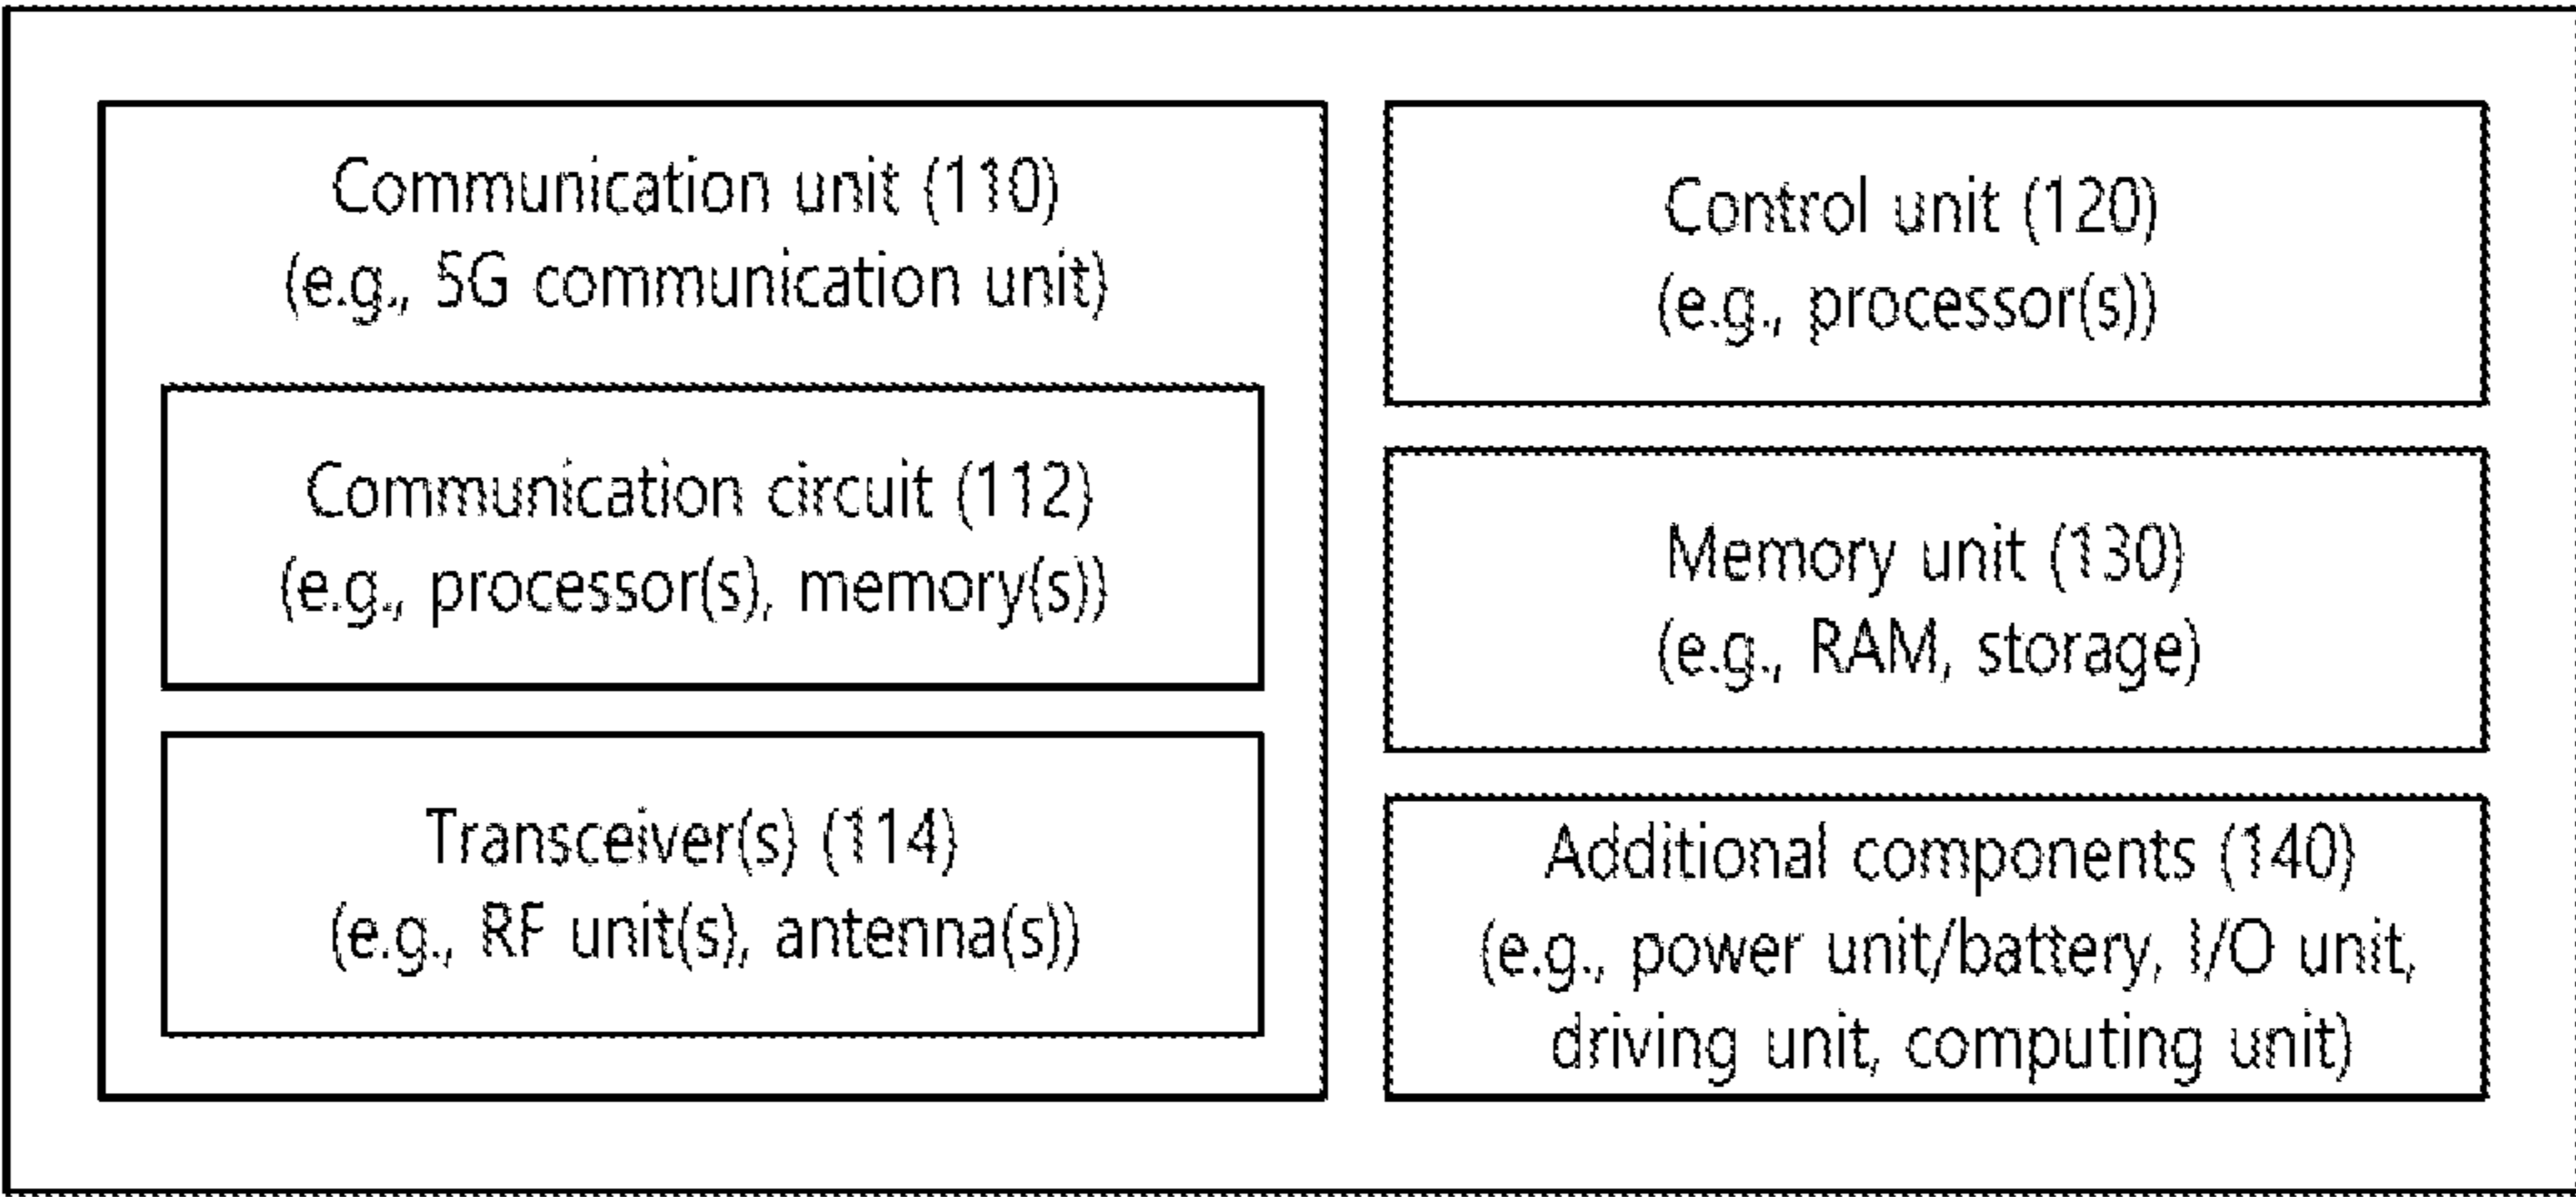 Communication unit (110)
(e.g., 5G communication unit)
Communication circuit (112)
(e.g., processor(s), memory(s))
Transceiver(s) (114)
(e.g., RF unit(s), antenna(s))
Control unit (120)
(e.g., processor(s))
Memory unit (130)
(e.g., RAM, storage)
Additional components (140)
(e.g., power unit/battery, I/O unit,
driving unit, computing unit)